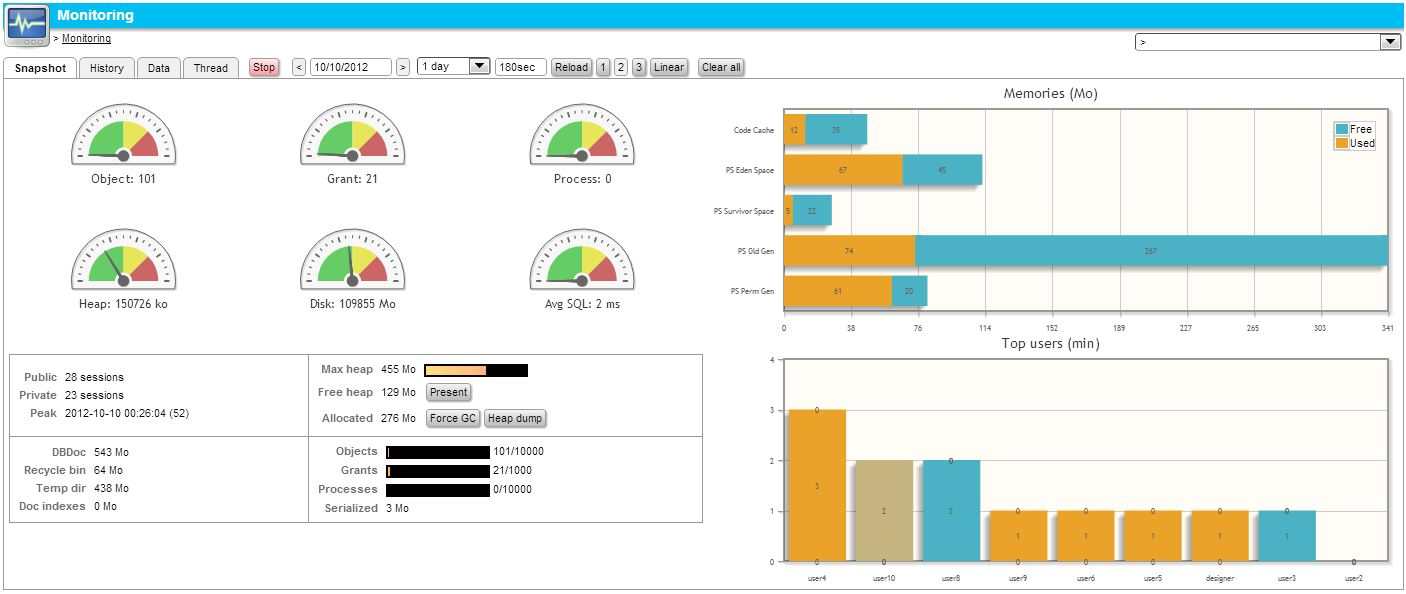 Monitoring
> Monitoring
>
Snapshot History Data Thread Stop < 10/10/2012 > 1 day 180sec Reload 1 2 3 Linear Clear all
Object: 101
Grant: 21
Process: 0
Heap: 150726 ko
Disk: 109855 Mo
Avg SQL: 2 ms
Public 28 sessions
Private 23 sessions
Peak 2012-10-10 00:26:04 (52)
Max heap 455 Mo
Free heap 129 Mo Present
Allocated 276 Mo Force GC Heap dump
DBDoc 543 Mo
Recycle bin 64 Mo
Temp dir 438 Mo
Doc indexes 0 Mo
Objects 101/10000
Grants 21/1000
Processes 0/10000
Serialized 3 Mo
Memories (Mo)
Free
Used
Code Cache 12 35
PS Eden Space 67 45
PS Survivor Space 5 22
PS Old Gen 74 267
PS Perm Gen 61 20
0 38 76 114 152 189 227 265 303 341
Top users (min)
4
3 0
2 0
1 0 0 0 0 0
3 2 2 1 1 1 1 1
0 0 0 0 0 0 0 0 0 0
user4 user10 user8 user9 user6 user5 designer user3 user2